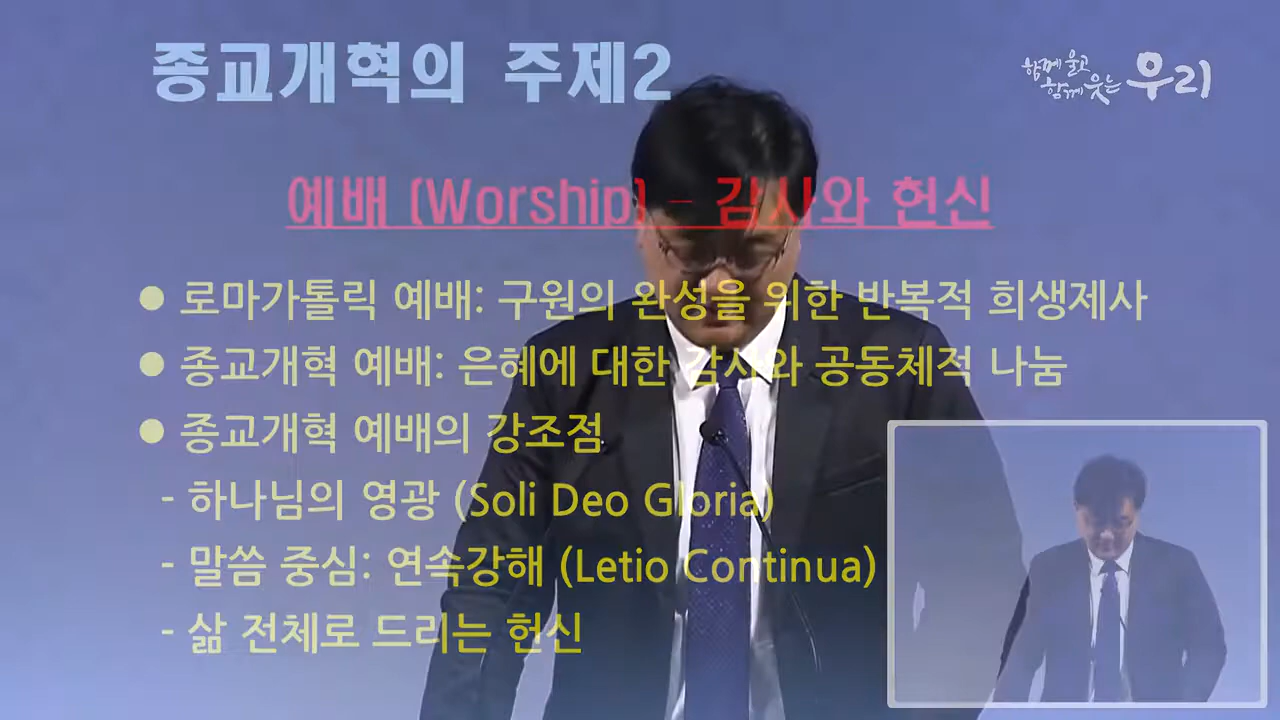 종교개혁의 주제2
함께 울고
함께 웃는 우리
예배 (Worship) - 감사와 헌신
● 로마가톨릭 예배: 구원의 완성을 위한 반복적 희생제사
● 종교개혁 예배: 은혜에 대한 감사와 공동체적 나눔
● 종교개혁 예배의 강조점
- 하나님의 영광 (Soli Deo Gloria)
- 말씀 중심: 연속강해 (Letio Continua)
- 삶 전체로 드리는 헌신